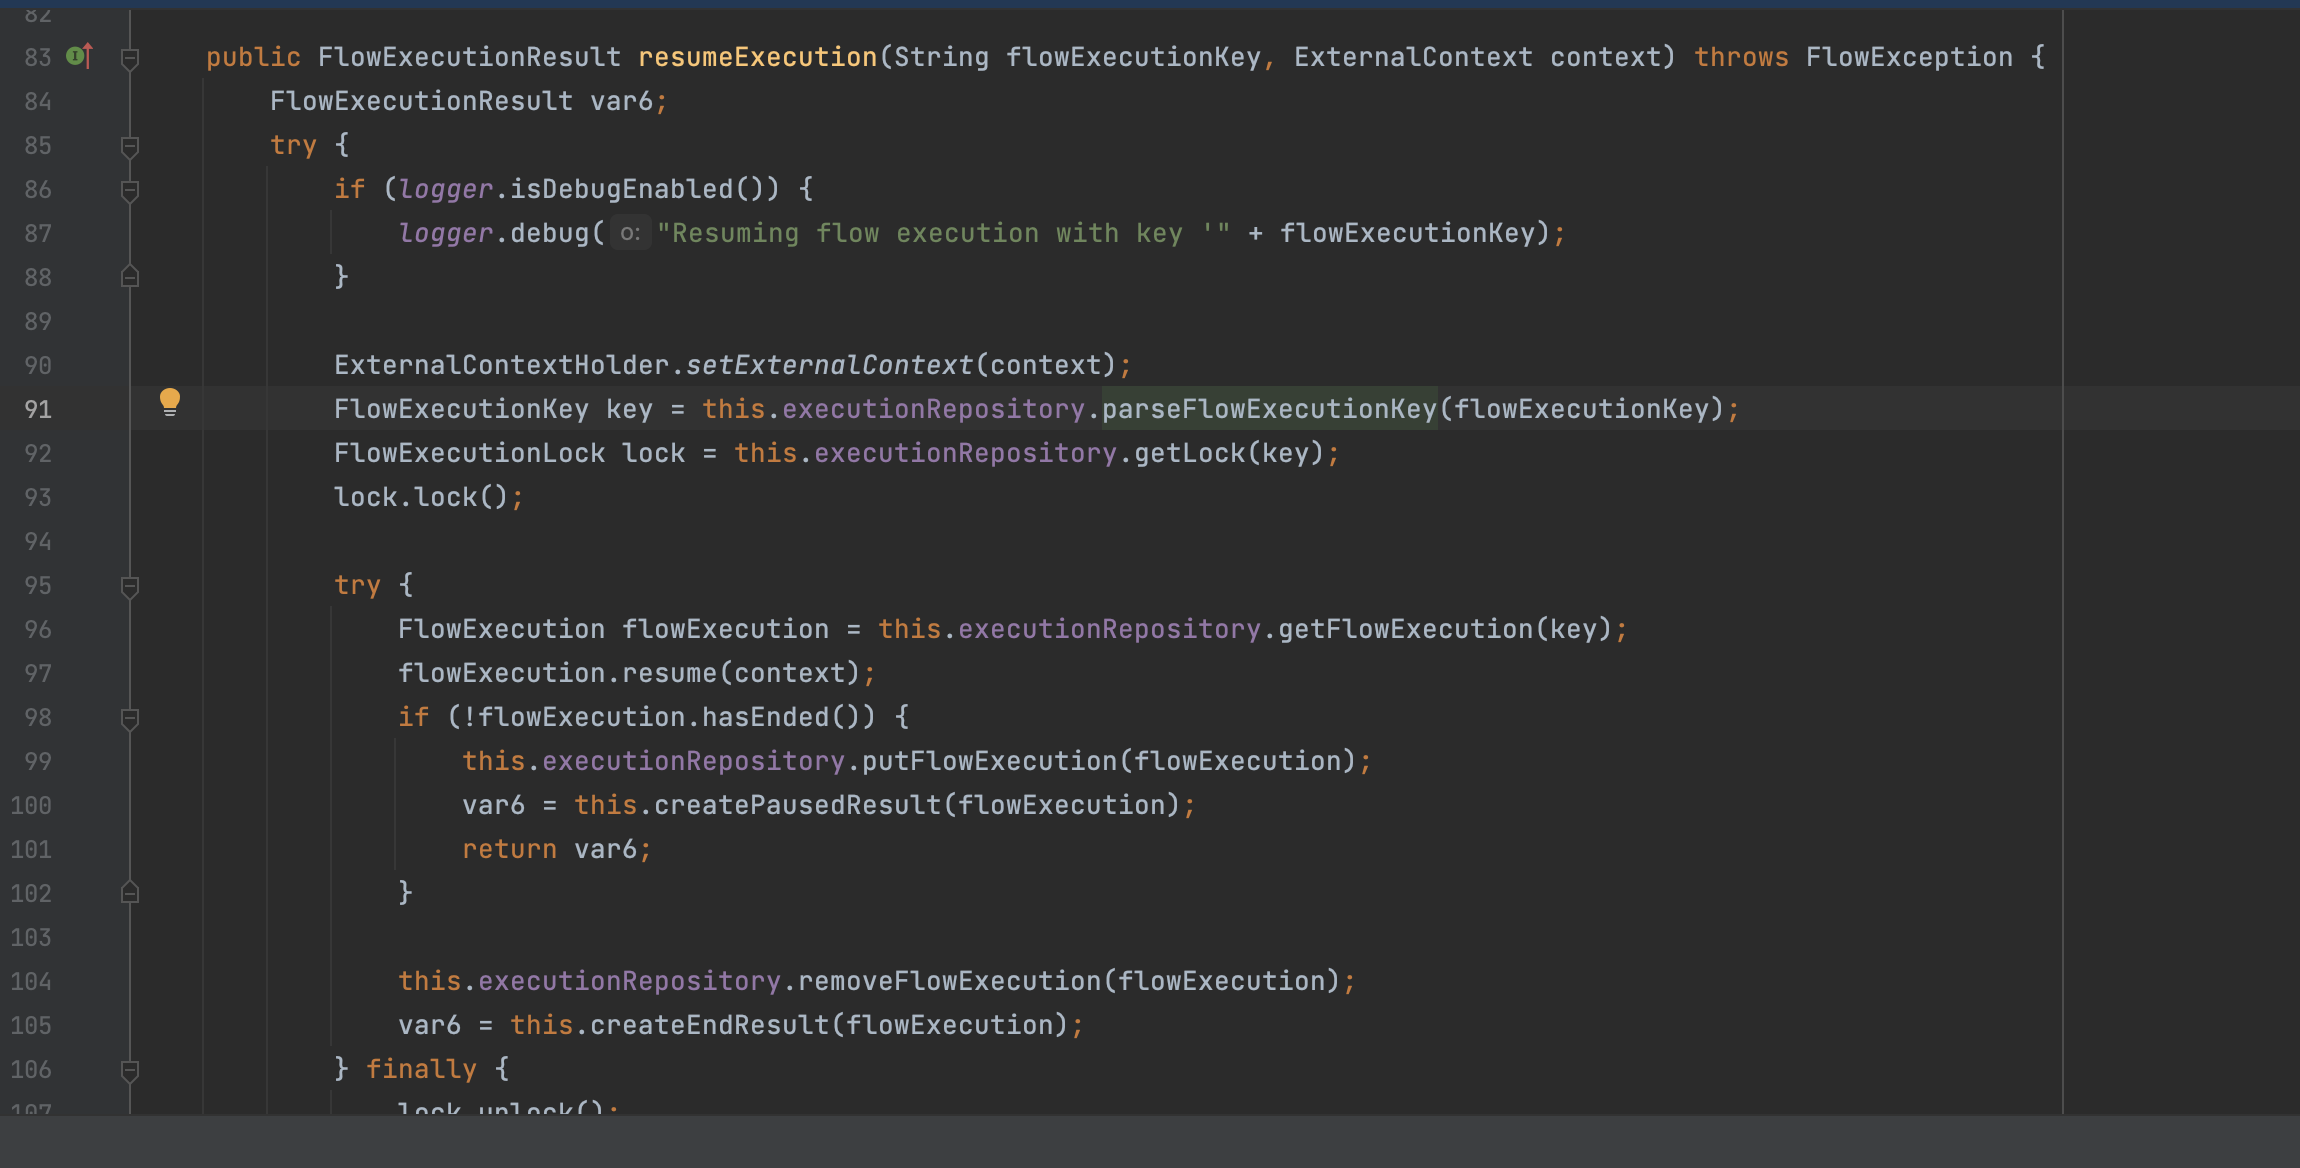 82
83 public FlowExecutionResult resumeExecution(String flowExecutionKey, ExternalContext context) throws FlowException {
84 FlowExecutionResult var6;
85 try {
86 if (logger.isDebugEnabled()) {
87 logger.debug( o: "Resuming flow execution with key '" + flowExecutionKey);
88 }
89
90 ExternalContextHolder.setExternalContext(context);
91 FlowExecutionKey key = this.executionRepository.parseFlowExecutionKey(flowExecutionKey);
92 FlowExecutionLock lock = this.executionRepository.getLock(key);
93 lock.lock();
94
95 try {
96 FlowExecution flowExecution = this.executionRepository.getFlowExecution(key);
97 flowExecution.resume(context);
98 if (!flowExecution.hasEnded()) {
99 this.executionRepository.putFlowExecution(flowExecution);
100 var6 = this.createPausedResult(flowExecution);
101 return var6;
102 }
103
104 this.executionRepository.removeFlowExecution(flowExecution);
105 var6 = this.createEndResult(flowExecution);
106 } finally {
107 lock.unlock();